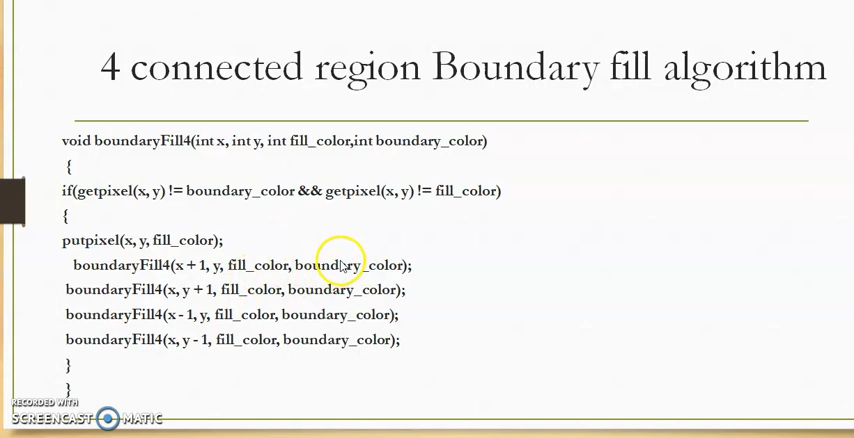 4 connected region Boundary fill algorithm
void boundaryFill4(int x, int y, int fill_color,int boundary_color)
{
if(getpixel(x, y) != boundary_color && getpixel(x, y) != fill_color)
{
putpixel(x, y, fill_color);
boundaryFill4(x + 1, y, fill_color, boundary_color);
boundaryFill4(x, y + 1, fill_color, boundary_color);
boundaryFill4(x - 1, y, fill_color, boundary_color);
boundaryFill4(x, y - 1, fill_color, boundary_color);
}
}
RECORDED WITH
SCREENCAST MATIC